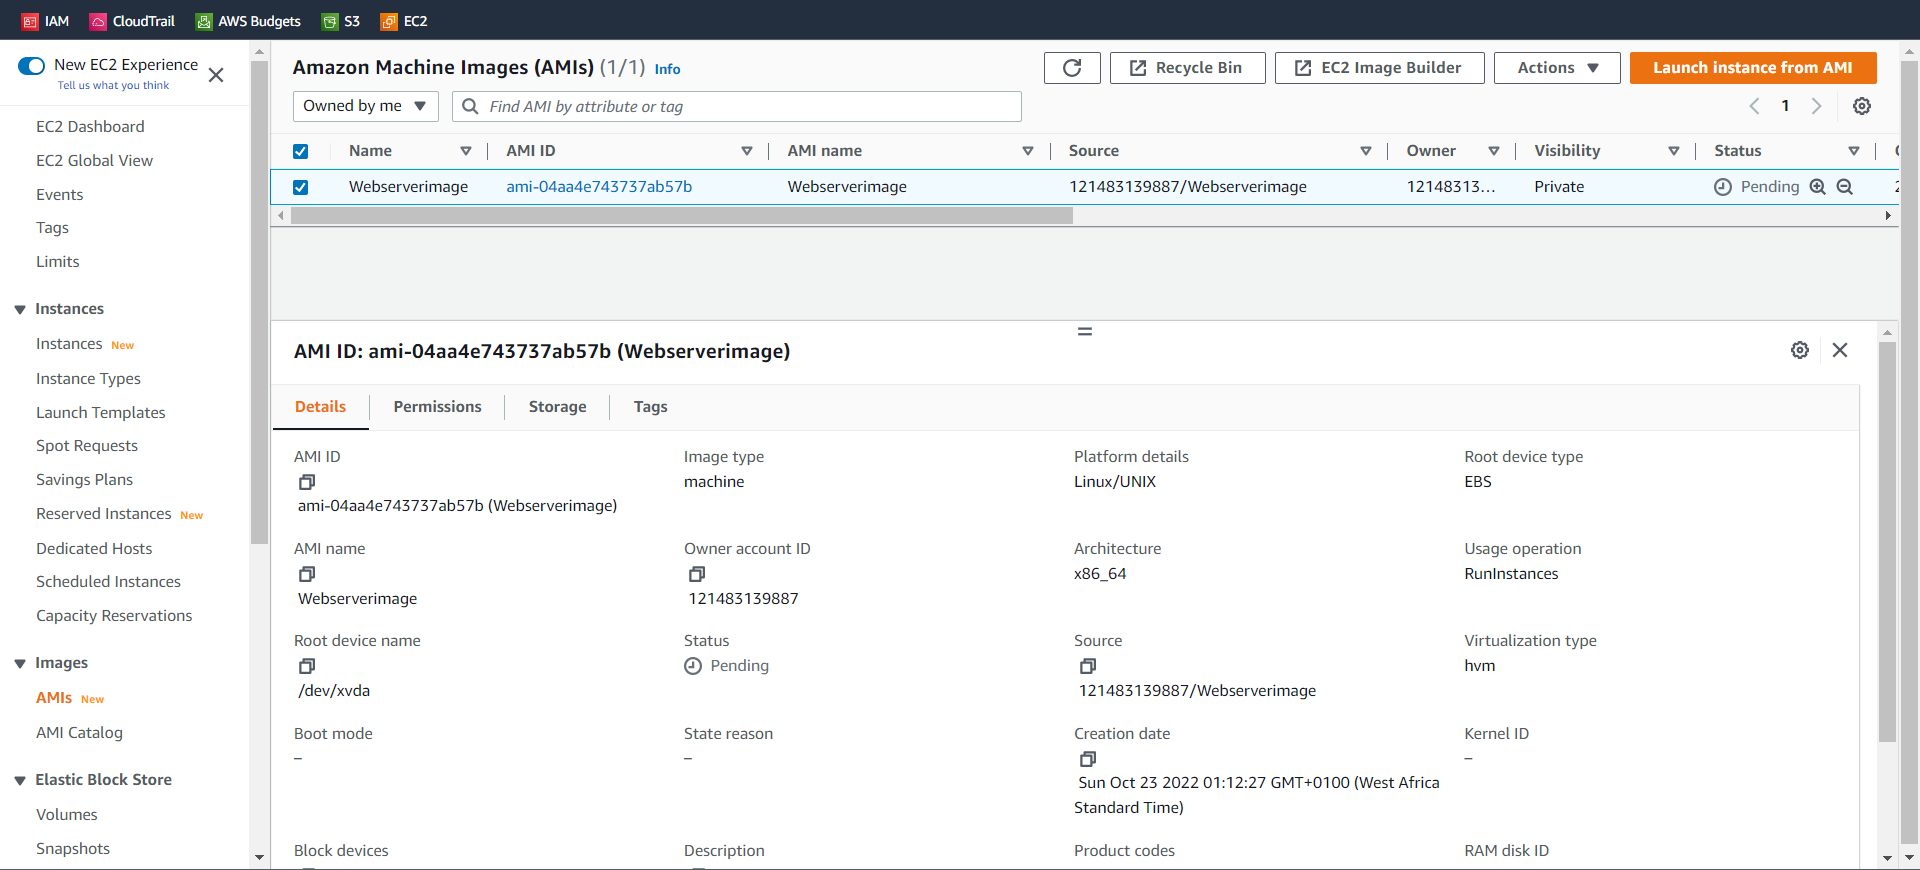 IAM CloudTrail AWS Budgets S3 EC2
New EC2 Experience
Tell us what you think
EC2 Dashboard
EC2 Global View
Events
Tags
Limits
Instances
Instances New
Instance Types
Launch Templates
Spot Requests
Savings Plans
Reserved Instances New
Dedicated Hosts
Scheduled Instances
Capacity Reservations
Images
AMIs New
AMI Catalog
Elastic Block Store
Volumes
Snapshots
Amazon Machine Images (AMIs) (1/1) Info
Recycle Bin EC2 Image Builder Actions Launch instance from AMI
Owned by me Find AMI by attribute or tag 1
Name AMI ID AMI name Source Owner Visibility Status
Webserverimage ami-04aa4e743737ab57b Webserverimage 121483139887/Webserverimage 12148313... Private Pending
AMI ID: ami-04aa4e743737ab57b (Webserverimage)
Details Permissions Storage Tags
AMI ID Image type Platform details Root device type
machine Linux/UNIX EBS
ami-04aa4e743737ab57b (Webserverimage)
AMI name Owner account ID Architecture Usage operation
x86_64 RunInstances
Webserverimage 121483139887
Root device name Status Source Virtualization type
Pending hvm
/dev/xvda 121483139887/Webserverimage
Boot mode State reason Creation date Kernel ID
– – –
Sun Oct 23 2022 01:12:27 GMT+0100 (West Africa
Standard Time)
Block devices Description Product codes RAM disk ID